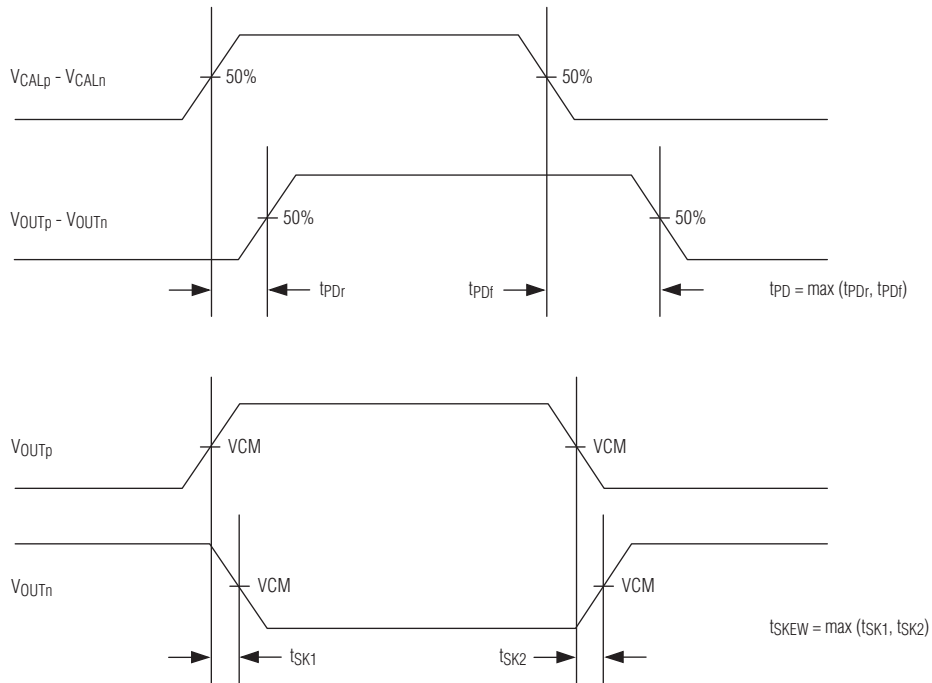 VCALp - VCALn
50%
50%
VOUTp - VOUTn
50%
50%
tPDr
tPDf
tPD = max (tPDr, tPDf)
VOUTp
VCM
VCM
VOUTn
VCM
VCM
tSKEW = max (tSK1, tSK2)
tSK1
tSK2